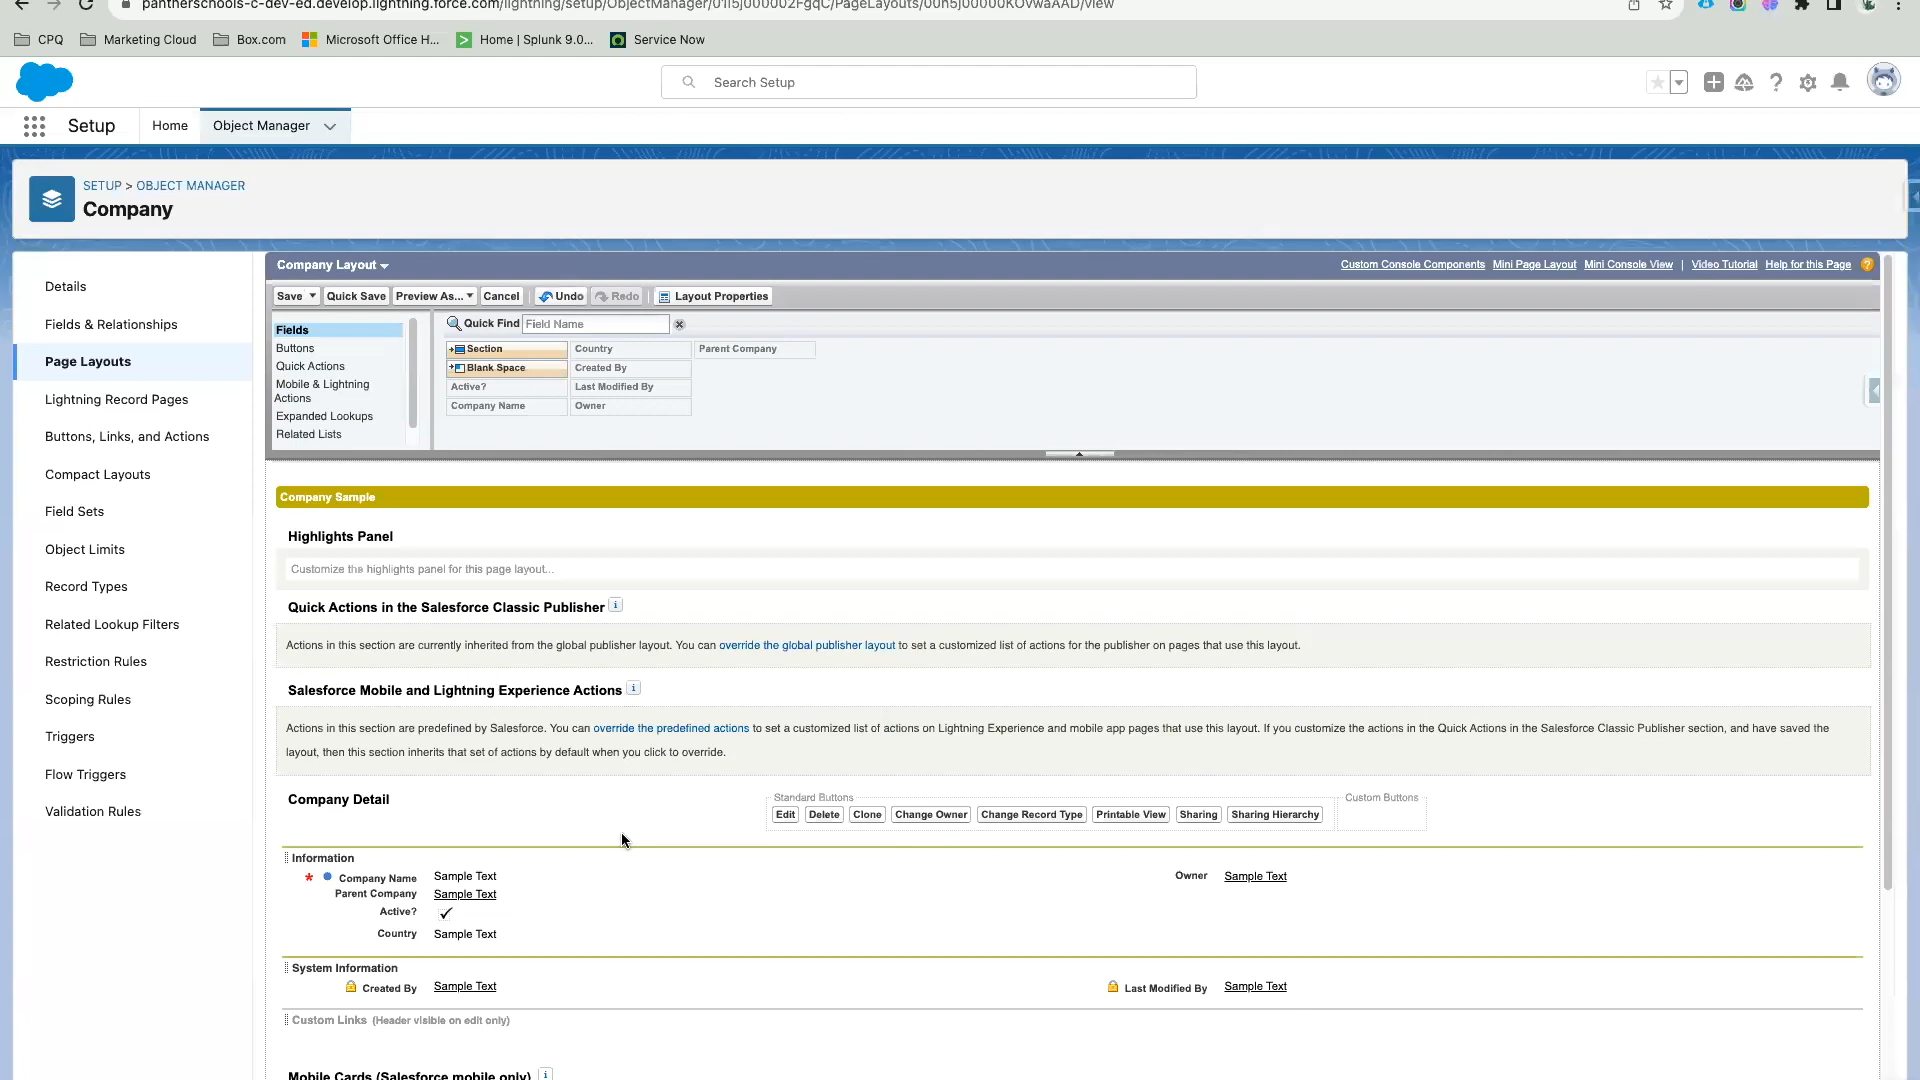 pantherschools-c-dev-ed.develop.lightning.force.com/lightning/setup/ObjectManager/01I5j000002FgqC/PageLayouts/00h5j00000KOVwaAAD/view
CPQ
Marketing Cloud
Box.com
Microsoft Office H...
Home | Splunk 9.0...
Service Now
Search Setup
Setup
Home
Object Manager
SETUP > OBJECT MANAGER
Company
Details
Fields & Relationships
Page Layouts
Lightning Record Pages
Buttons, Links, and Actions
Compact Layouts
Field Sets
Object Limits
Record Types
Related Lookup Filters
Restriction Rules
Scoping Rules
Triggers
Flow Triggers
Validation Rules
Company Layout
Custom Console Components
Mini Page Layout
Mini Console View
|
Video Tutorial
Help for this Page
Save
Quick Save
Preview As...
Cancel
Undo
Redo
Layout Properties
Fields
Buttons
Quick Actions
Mobile & Lightning
Actions
Expanded Lookups
Related Lists
Quick Find
Field Name
Section
Country
Parent Company
Blank Space
Created By
Active?
Last Modified By
Company Name
Owner
Company Sample
Highlights Panel
Customize the highlights panel for this page layout...
Quick Actions in the Salesforce Classic Publisher
Actions in this section are currently inherited from the global publisher layout. You can override the global publisher layout to set a customized list of actions for the publisher on pages that use this layout.
Salesforce Mobile and Lightning Experience Actions
Actions in this section are predefined by Salesforce. You can override the predefined actions to set a customized list of actions on Lightning Experience and mobile app pages that use this layout. If you customize the actions in the Quick Actions in the Salesforce Classic Publisher section, and have saved the
layout, then this section inherits that set of actions by default when you click to override.
Company Detail
Standard Buttons
Edit
Delete
Clone
Change Owner
Change Record Type
Printable View
Sharing
Sharing Hierarchy
Custom Buttons
Information
* Company Name Sample Text
Owner Sample Text
Parent Company Sample Text
Active?
Country Sample Text
System Information
Created By Sample Text
Last Modified By Sample Text
Custom Links (Header visible on edit only)
Mobile Cards (Salesforce mobile only)